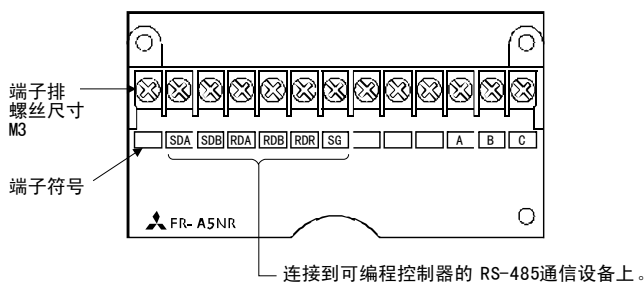 端子排
螺丝尺寸
M3
SDA SDB RDA RDB RDR SG A B C
端子符号
FR-A5NR
连接到可编程控制器的 RS-485通信设备上。